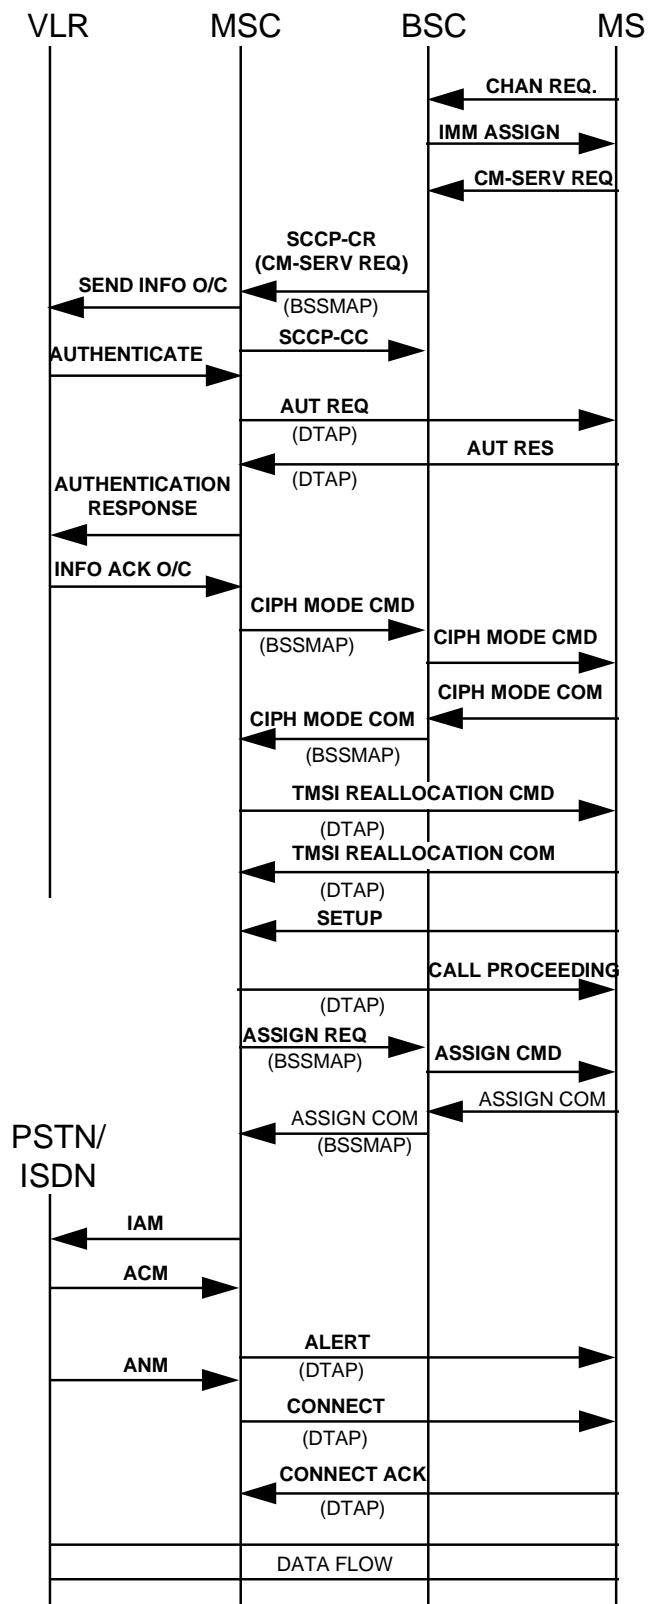 VLR MSC BSC MS
CHAN REQ.
IMM ASSIGN
CM-SERV REQ
SCCP-CR
(CM-SERV REQ)
SEND INFO O/C
(BSSMAP)
SCCP-CC
AUTHENTICATE
AUT REQ
(DTAP)
AUT RES
(DTAP)
AUTHENTICATION
RESPONSE
INFO ACK O/C
CIPH MODE CMD
(BSSMAP)
CIPH MODE CMD
CIPH MODE COM
CIPH MODE COM
(BSSMAP)
TMSI REALLOCATION CMD
(DTAP)
TMSI REALLOCATION COM
(DTAP)
SETUP
CALL PROCEEDING
(DTAP)
ASSIGN REQ
(BSSMAP)
ASSIGN CMD
ASSIGN COM
ASSIGN COM
(BSSMAP)
PSTN/
ISDN
IAM
ACM
ALERT
(DTAP)
ANM
CONNECT
(DTAP)
CONNECT ACK
(DTAP)
DATA FLOW